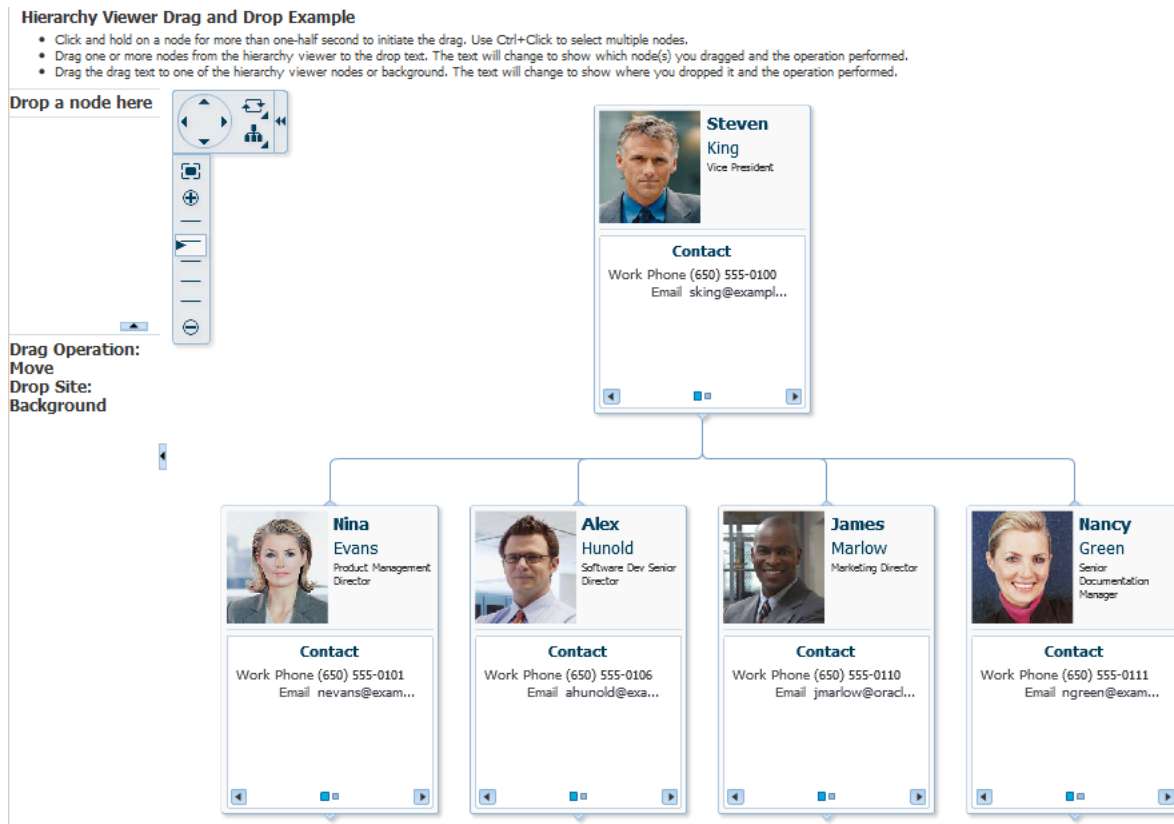 Hierarchy Viewer Drag and Drop Example
• Click and hold on a node for more than one-half second to initiate the drag. Use Ctrl+Click to select multiple nodes.
• Drag one or more nodes from the hierarchy viewer to the drop text. The text will change to show which node(s) you dragged and the operation performed.
• Drag the drag text to one of the hierarchy viewer nodes or background. The text will change to show where you dropped it and the operation performed.
Drop a node here
Drag Operation:
Move
Drop Site:
Background
Steven
King
Vice President
Contact
Work Phone (650) 555-0100
Email sking@exampl...
Nina
Evans
Product Management
Director
Contact
Work Phone (650) 555-0101
Email nevans@exam...
Alex
Hunold
Software Dev Senior
Director
Contact
Work Phone (650) 555-0106
Email ahunold@exa...
James
Marlow
Marketing Director
Contact
Work Phone (650) 555-0110
Email jmarlow@oracl...
Nancy
Green
Senior
Documentation
Manager
Contact
Work Phone (650) 555-0111
Email ngreen@exam...